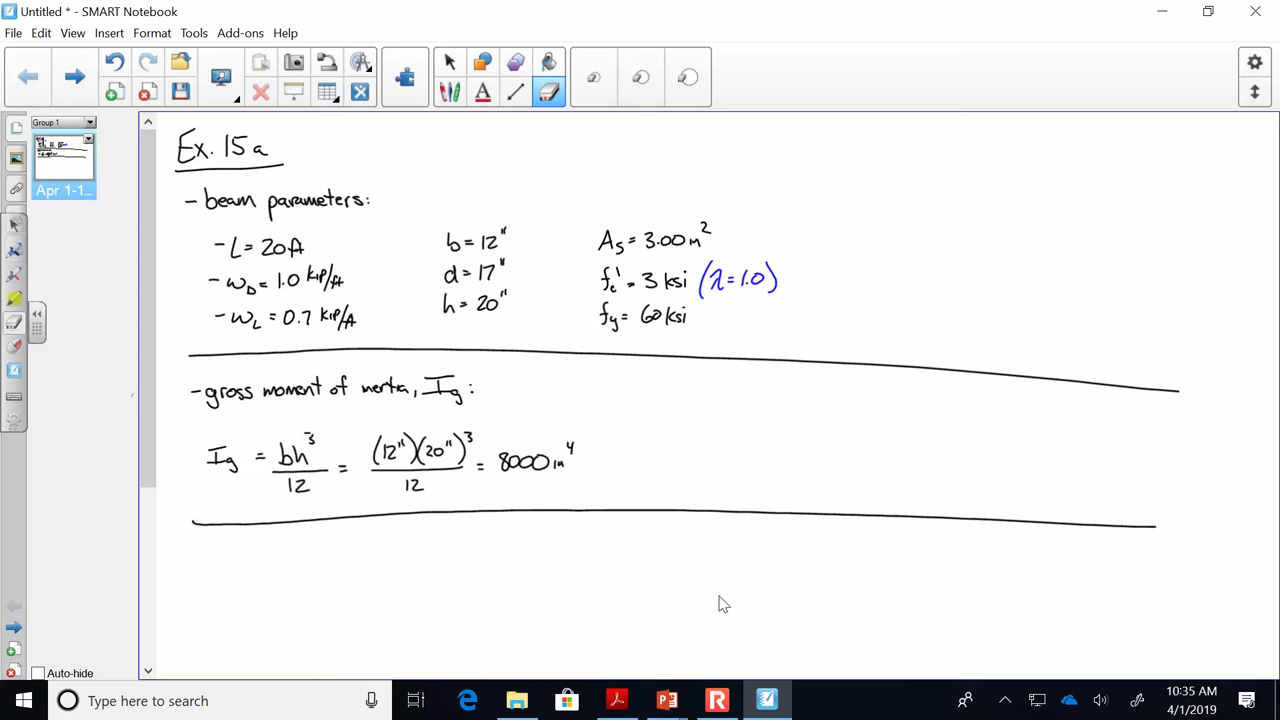 Untitled * - SMART Notebook
File Edit View Insert Format Tools Add-ons Help
Group 1
Apr 1-1...
Ex. 15a
- beam parameters:
- L = 20ft b = 12" As = 3.00 in²
- wD = 1.0 kip/ft d = 17" fc' = 3 ksi (λ = 1.0)
- wL = 0.7 kip/ft h = 20" fy = 60 ksi
- gross moment of inertia, Ig:
Ig = bh³/12 = (12")(20")³/12 = 8000 in⁴
Auto-hide
Type here to search
10:35 AM
4/1/2019